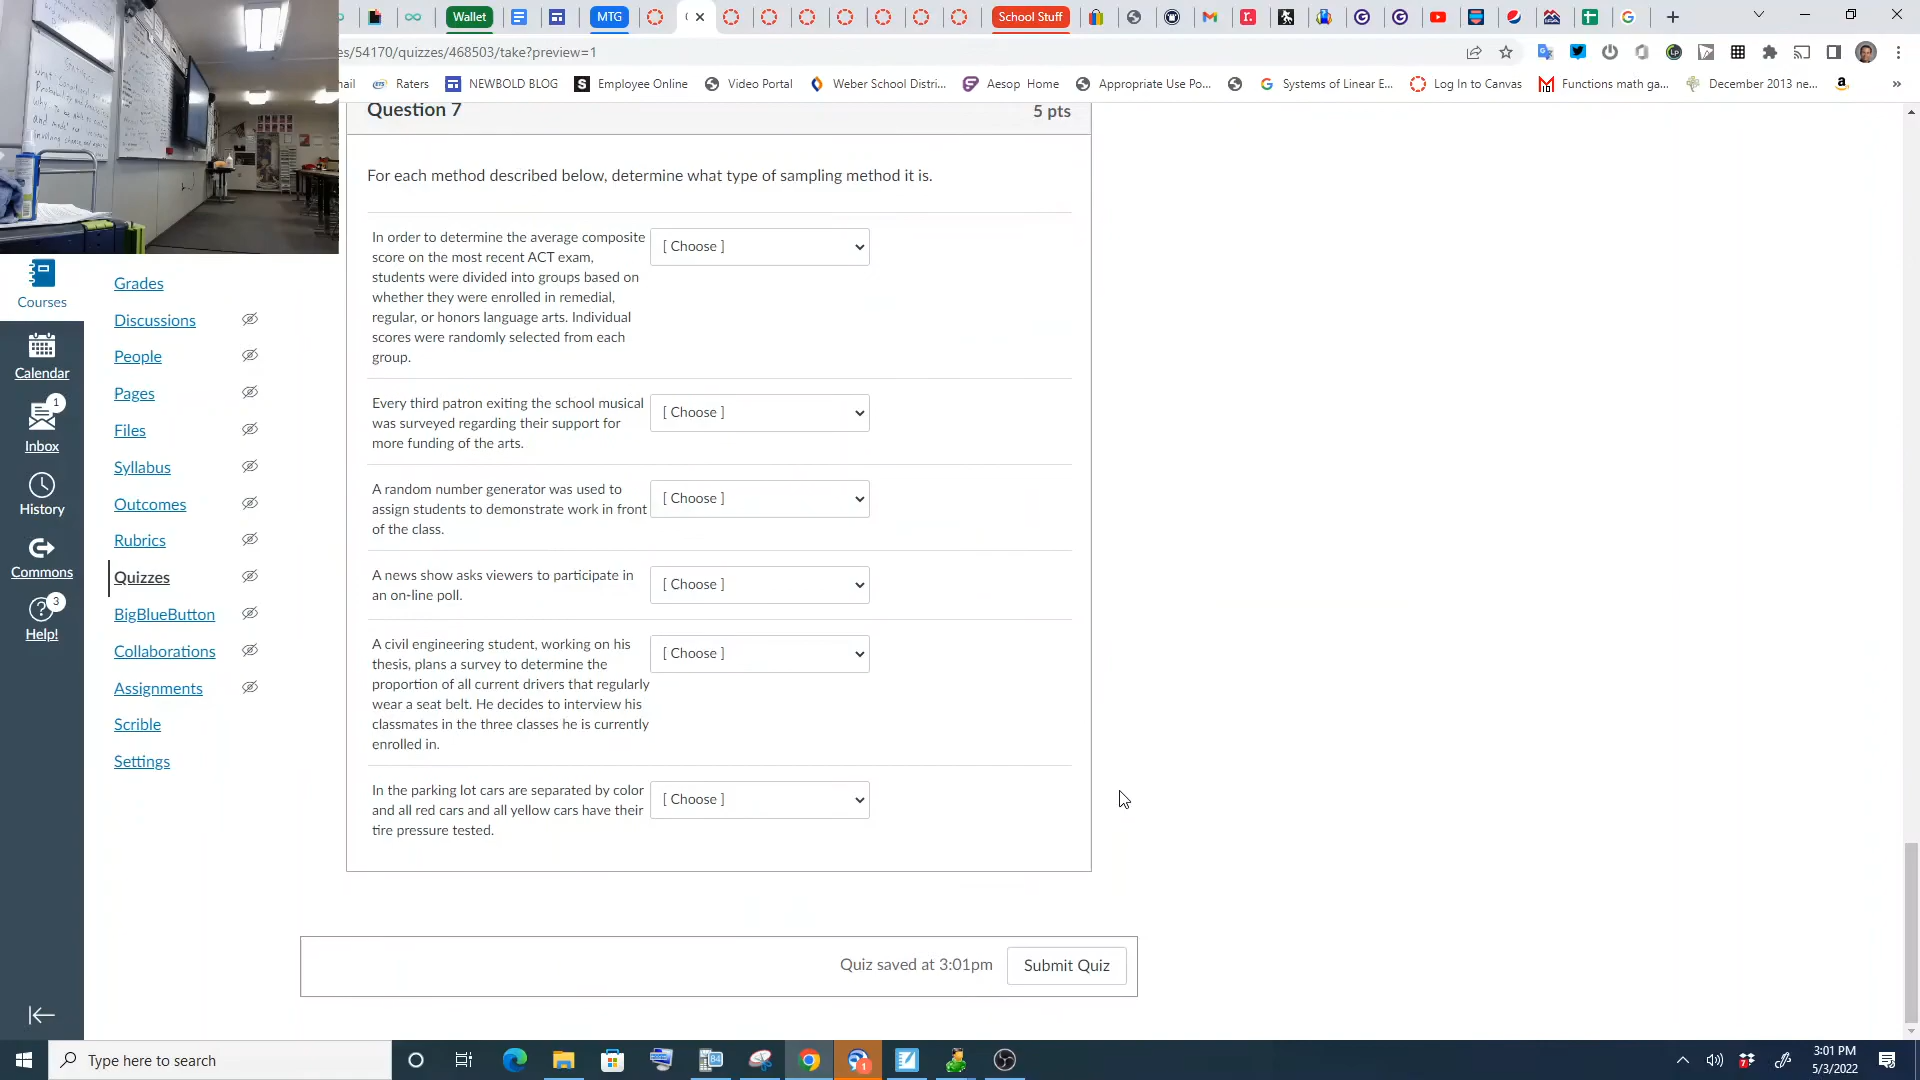 Wallet
MTG
School Stuff
es/54170/quizzes/468503/take?preview=1
Raters
NEWBOLD BLOG
Employee Online
Video Portal
Weber School Distri...
Aesop Home
Appropriate Use Po...
Systems of Linear E...
Log In to Canvas
Functions math ga...
December 2013 ne...
»
Question 7
5 pts
For each method described below, determine what type of sampling method it is.
In order to determine the average composite
score on the most recent ACT exam,
students were divided into groups based on
whether they were enrolled in remedial,
regular, or honors language arts. Individual
scores were randomly selected from each
group.
[ Choose ]
Every third patron exiting the school musical
was surveyed regarding their support for
more funding of the arts.
[ Choose ]
A random number generator was used to
assign students to demonstrate work in front
of the class.
[ Choose ]
A news show asks viewers to participate in
an on-line poll.
[ Choose ]
A civil engineering student, working on his
thesis, plans a survey to determine the
proportion of all current drivers that regularly
wear a seat belt. He decides to interview his
classmates in the three classes he is currently
enrolled in.
[ Choose ]
In the parking lot cars are separated by color
and all red cars and all yellow cars have their
tire pressure tested.
[ Choose ]
Quiz saved at 3:01pm
Submit Quiz
Courses
Calendar
1
Inbox
History
Commons
3
Help!
Grades
Discussions
People
Pages
Files
Syllabus
Outcomes
Rubrics
Quizzes
BigBlueButton
Collaborations
Assignments
Scrible
Settings
Type here to search
3:01 PM
5/3/2022